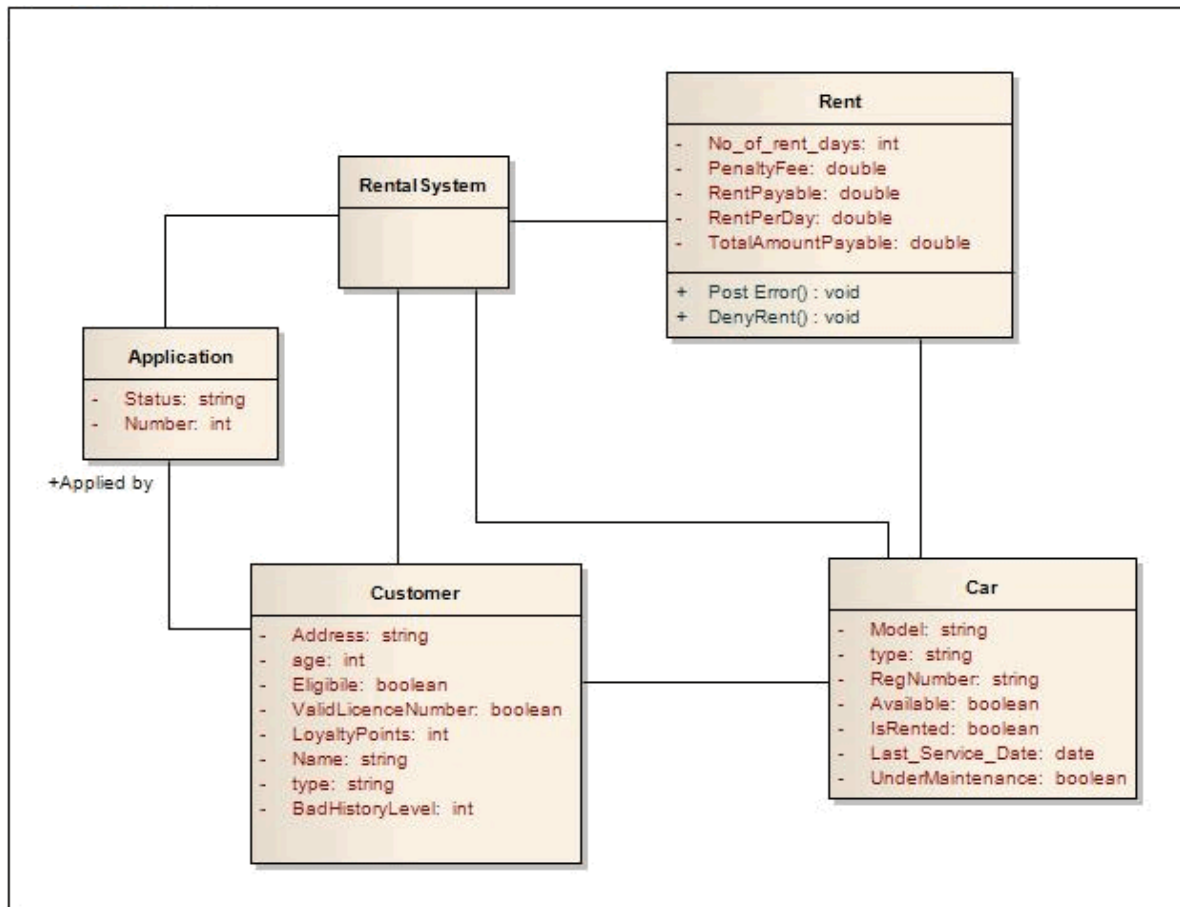 Rent
- No_of_rent_days: int
- PenaltyFee: double
- RentPayable: double
- RentPerDay: double
- TotalAmountPayable: double
+ Post Error() : void
+ DenyRent() : void
RentalSystem
Application
- Status: string
- Number: int
+Applied by
Customer
- Address: string
- age: int
- Eligibile: boolean
- ValidLicenceNumber: boolean
- LoyaltyPoints: int
- Name: string
- type: string
- BadHistoryLevel: int
Car
- Model: string
- type: string
- RegNumber: string
- Available: boolean
- IsRented: boolean
- Last_Service_Date: date
- UnderMaintenance: boolean